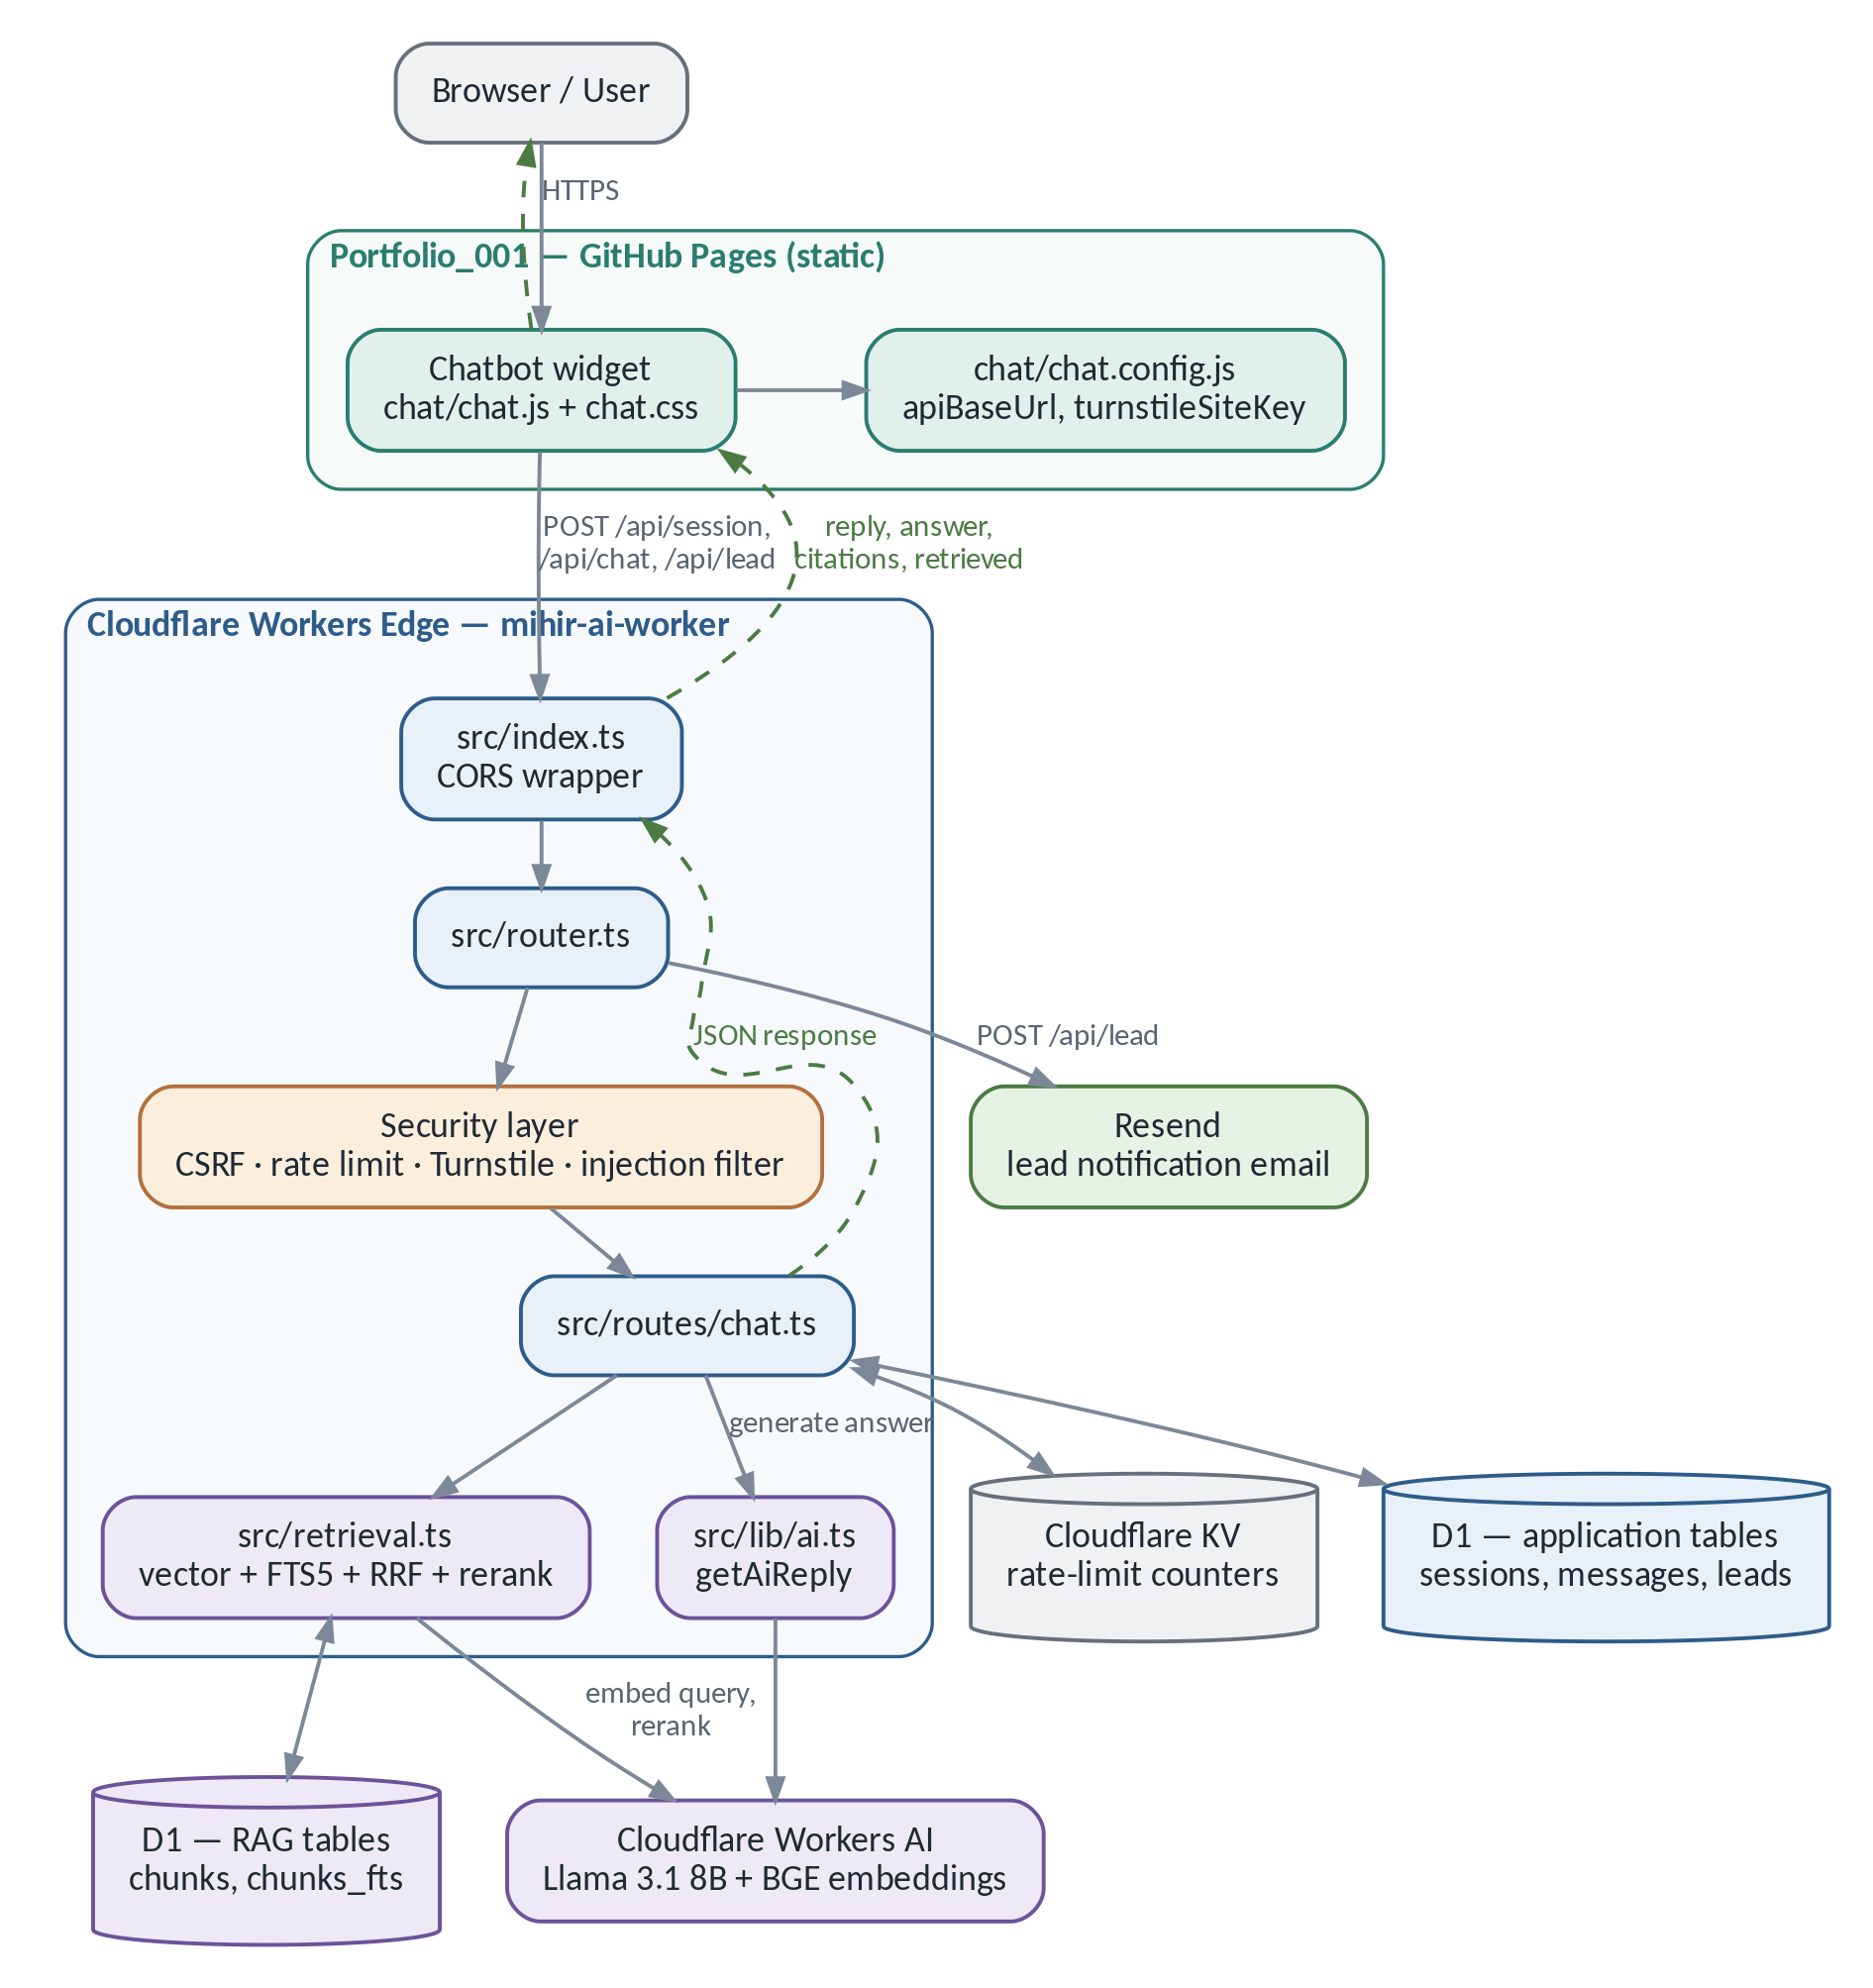 Browser / User
HTTPS
Portfolio_001 — GitHub Pages (static)
Chatbot widget
chat/chat.js + chat.css
chat/chat.config.js
apiBaseUrl, turnstileSiteKey
POST /api/session,
/api/chat, /api/lead
reply, answer,
citations, retrieved
Cloudflare Workers Edge — mihir-ai-worker
src/index.ts
CORS wrapper
src/router.ts
JSON response
POST /api/lead
Security layer
CSRF · rate limit · Turnstile · injection filter
Resend
lead notification email
src/routes/chat.ts
generate answer
src/retrieval.ts
vector + FTS5 + RRF + rerank
src/lib/ai.ts
getAiReply
Cloudflare KV
rate-limit counters
D1 — application tables
sessions, messages, leads
embed query,
rerank
D1 — RAG tables
chunks, chunks_fts
Cloudflare Workers AI
Llama 3.1 8B + BGE embeddings